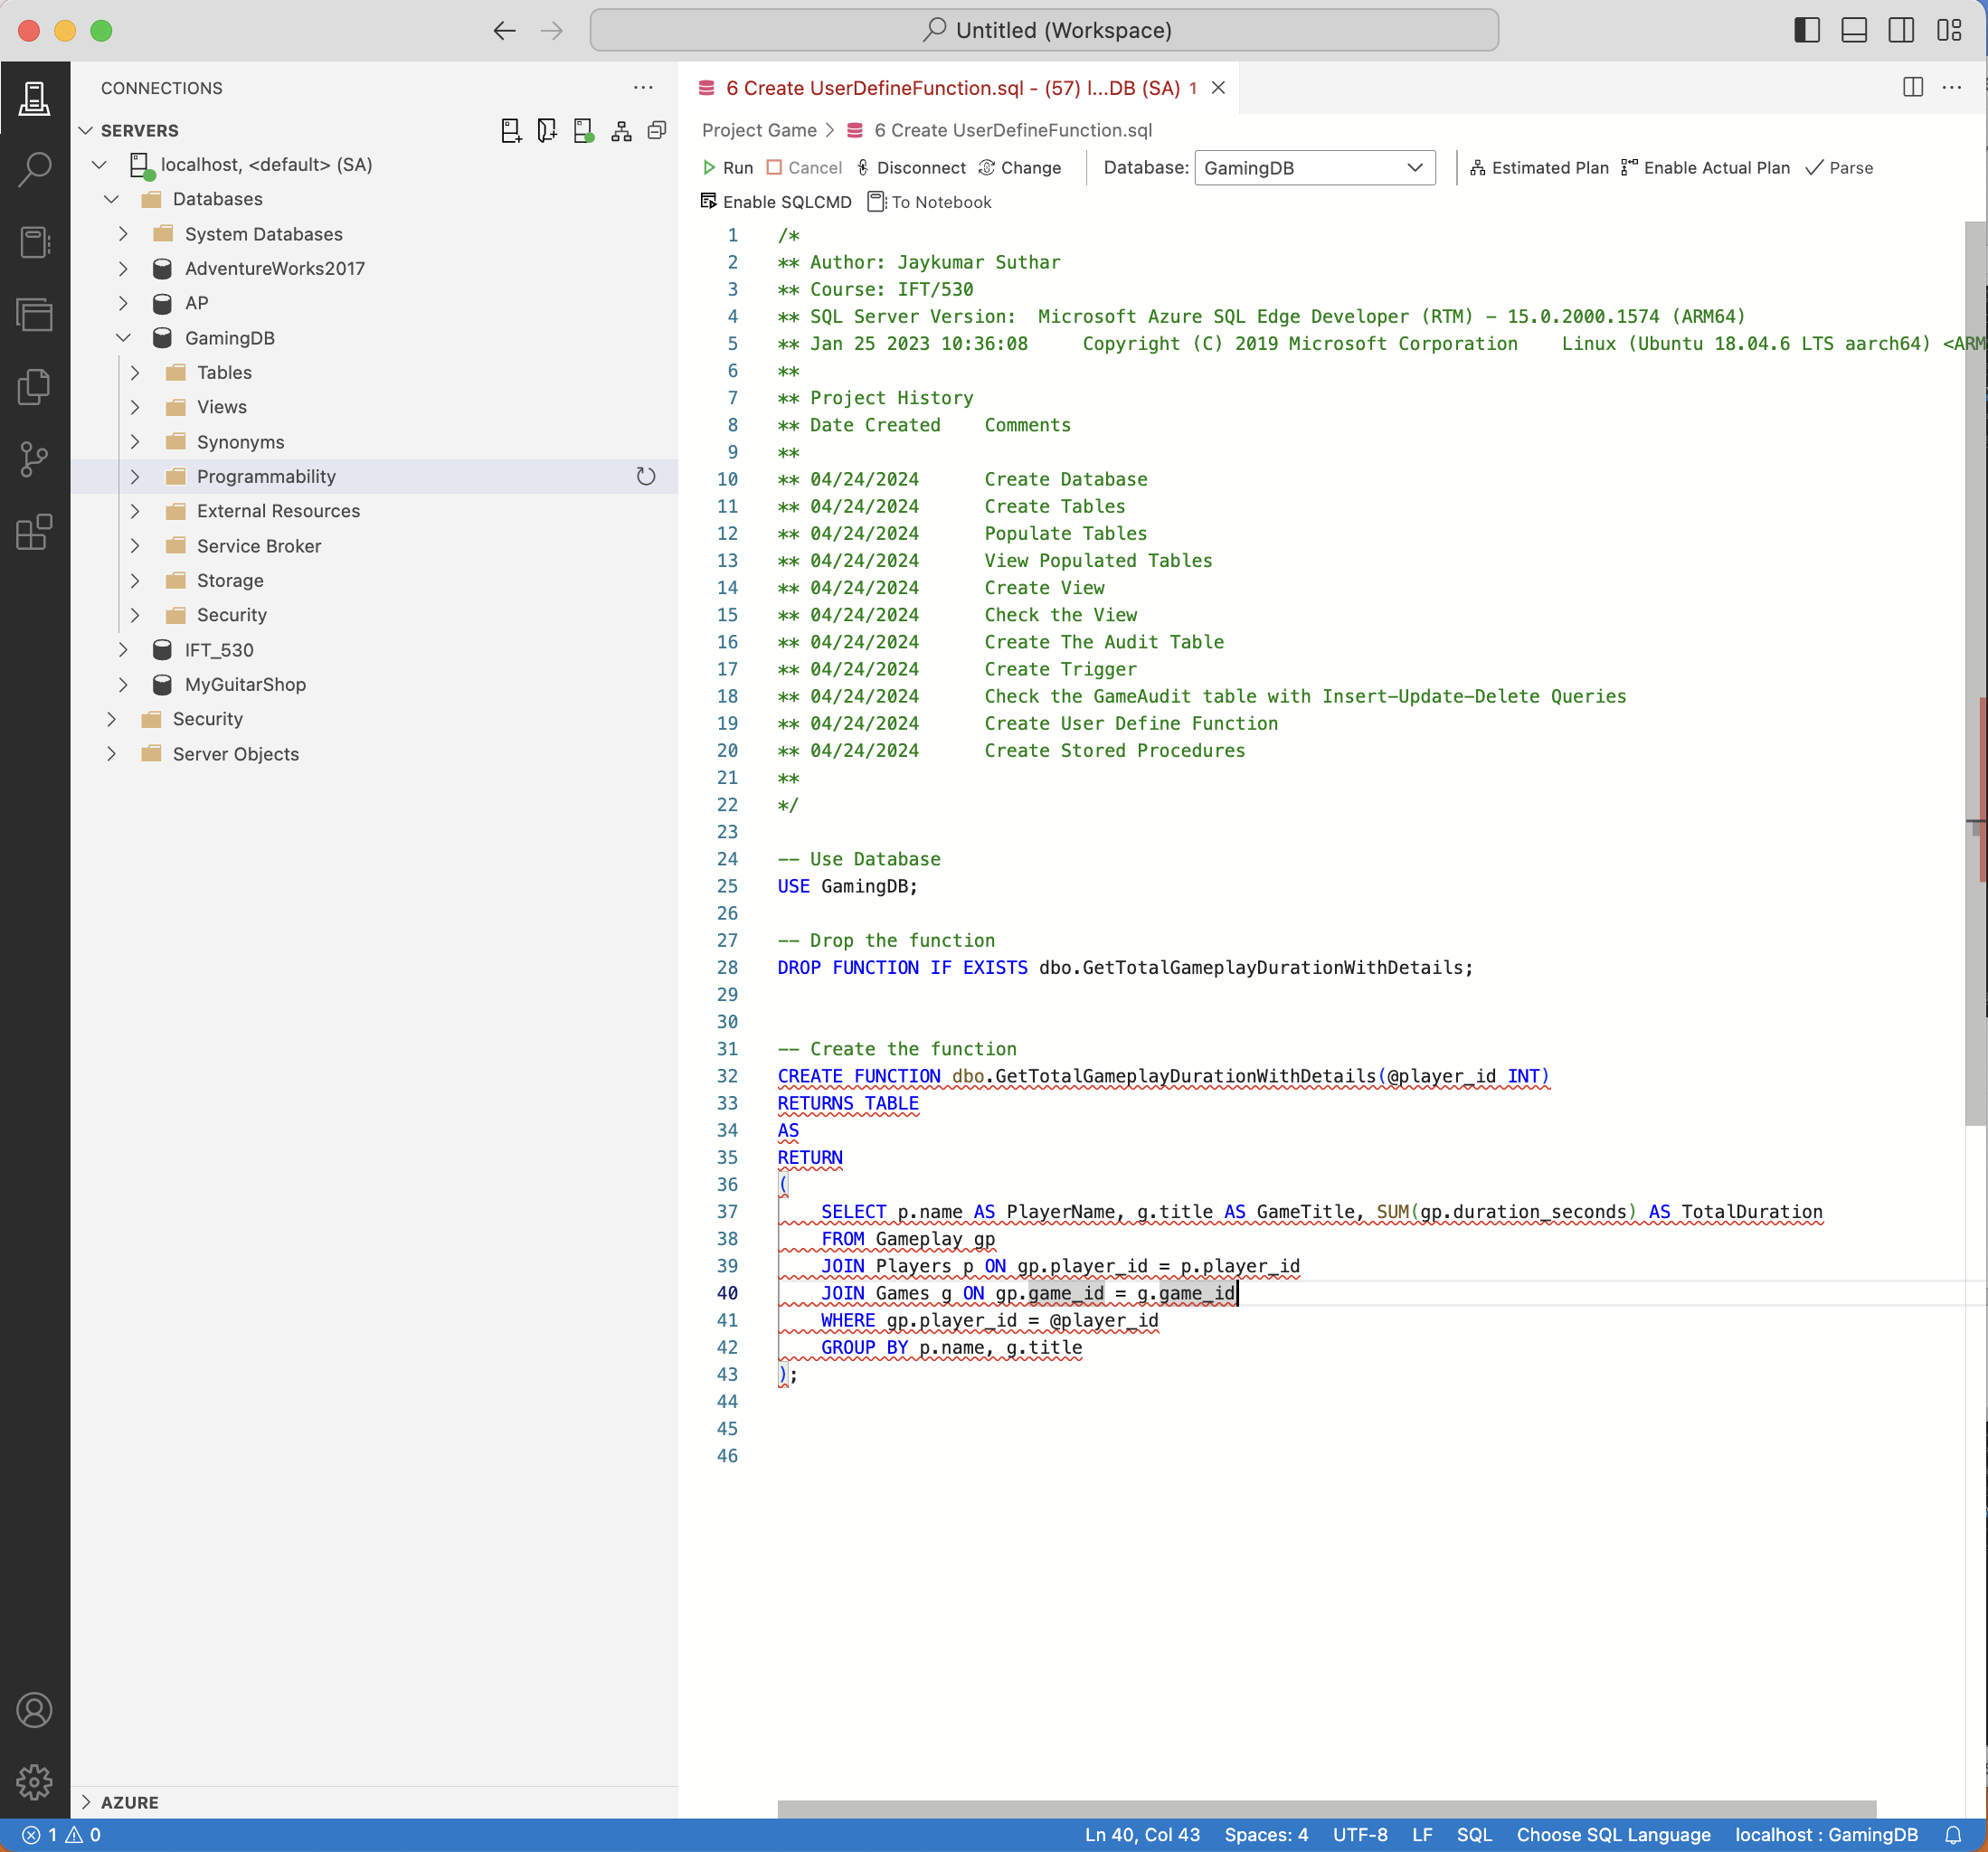 Untitled (Workspace)
CONNECTIONS
SERVERS
localhost, <default> (SA)
Databases
System Databases
AdventureWorks2017
AP
GamingDB
Tables
Views
Synonyms
Programmability
External Resources
Service Broker
Storage
Security
IFT_530
MyGuitarShop
Security
Server Objects
AZURE
6 Create UserDefineFunction.sql - (57) l...DB (SA) 1
Project Game > 6 Create UserDefineFunction.sql
Run Cancel Disconnect Change Database: GamingDB Estimated Plan Enable Actual Plan Parse
Enable SQLCMD To Notebook
1 /*
2 ** Author: Jaykumar Suthar
3 ** Course: IFT/530
4 ** SQL Server Version:  Microsoft Azure SQL Edge Developer (RTM) - 15.0.2000.1574 (ARM64)
5 ** Jan 25 2023 10:36:08     Copyright (C) 2019 Microsoft Corporation    Linux (Ubuntu 18.04.6 LTS aarch64) <ARM
6 **
7 ** Project History
8 ** Date Created    Comments
9 **
10 ** 04/24/2024      Create Database
11 ** 04/24/2024      Create Tables
12 ** 04/24/2024      Populate Tables
13 ** 04/24/2024      View Populated Tables
14 ** 04/24/2024      Create View
15 ** 04/24/2024      Check the View
16 ** 04/24/2024      Create The Audit Table
17 ** 04/24/2024      Create Trigger
18 ** 04/24/2024      Check the GameAudit table with Insert-Update-Delete Queries
19 ** 04/24/2024      Create User Define Function
20 ** 04/24/2024      Create Stored Procedures
21 **
22 */
23
24 -- Use Database
25 USE GamingDB;
26
27 -- Drop the function
28 DROP FUNCTION IF EXISTS dbo.GetTotalGameplayDurationWithDetails;
29
30
31 -- Create the function
32 CREATE FUNCTION dbo.GetTotalGameplayDurationWithDetails(@player_id INT)
33 RETURNS TABLE
34 AS
35 RETURN
36 (
37     SELECT p.name AS PlayerName, g.title AS GameTitle, SUM(gp.duration_seconds) AS TotalDuration
38     FROM Gameplay gp
39     JOIN Players p ON gp.player_id = p.player_id
40     JOIN Games g ON gp.game_id = g.game_id
41     WHERE gp.player_id = @player_id
42     GROUP BY p.name, g.title
43 );
44
45
46
1 0 Ln 40, Col 43 Spaces: 4 UTF-8 LF SQL Choose SQL Language localhost : GamingDB